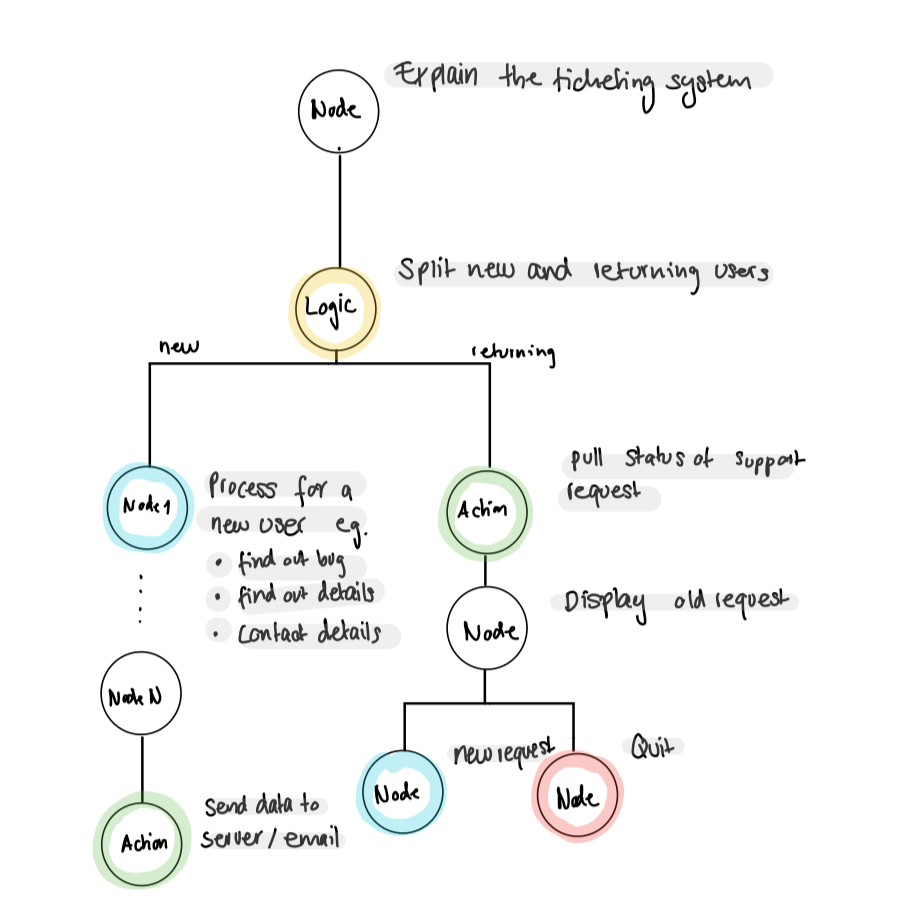 Explain the ticketing system
Node
Split new and returning users
Logic
new
returning
pull status of support
request
Process for a
new user eg.
Node 1
Action
• find out bug
• find out details
• Contact details
Display old request
Node
Node N
new request
Quit
Node
Node
Send data to
server / email
Action